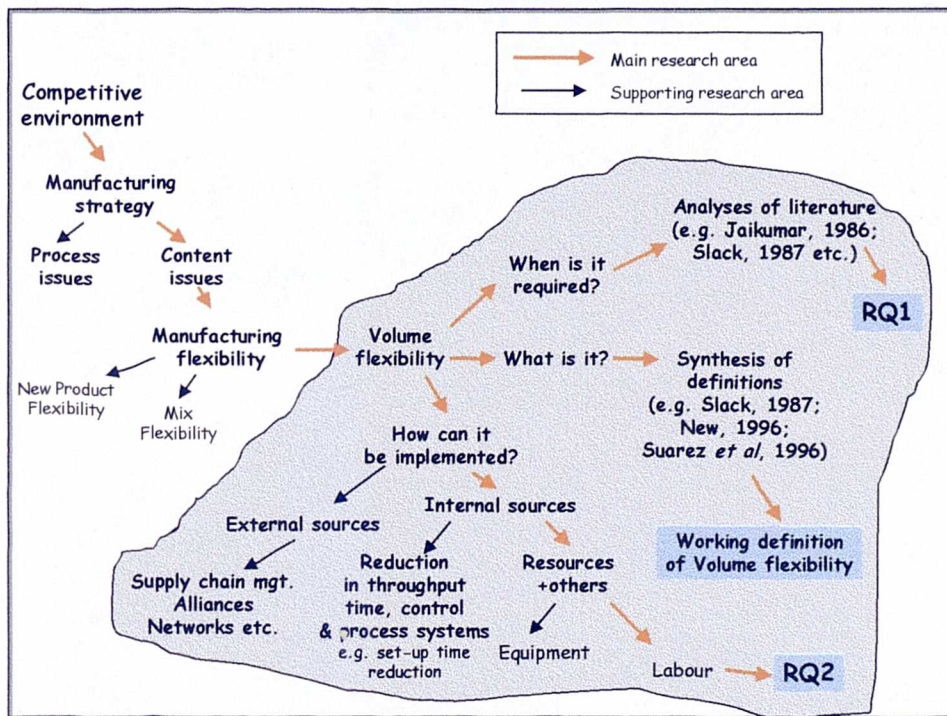 Main research area
Supporting research area
Competitive
environment
Manufacturing
strategy
Process
issues
Content
issues
Manufacturing
flexibility
New Product
Flexibility
Mix
Flexibility
Volume
flexibility
When is it
required?
Analyses of literature
(e.g. Jaikumar, 1986;
Slack, 1987 etc.)
RQ1
What is it?
Synthesis of
definitions
(e.g. Slack, 1987;
New, 1996;
Suarez et al, 1996)
Working definition
of Volume flexibility
How can it
be implemented?
External sources
Supply chain mgt.
Alliances
Networks etc.
Internal sources
Reduction
in throughput
time, control
& process systems
e.g. set-up time
reduction
Resources
+others
Equipment
Labour
RQ2